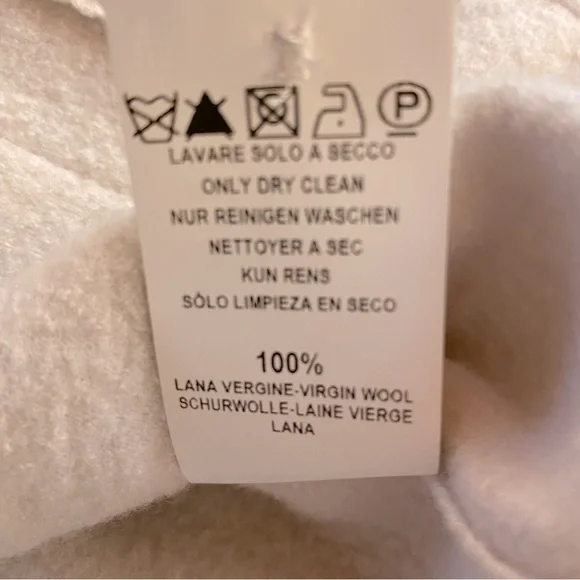 P
LAVARE SOLO A SECCO
ONLY DRY CLEAN
NUR REINIGEN WASCHEN
NETTOYER A SEC
KUN RENS
SÒLO LIMPIEZA EN SECO
100%
LANA VERGINE-VIRGIN WOOL
SCHURWOLLE-LAINE VIERGE
LANA